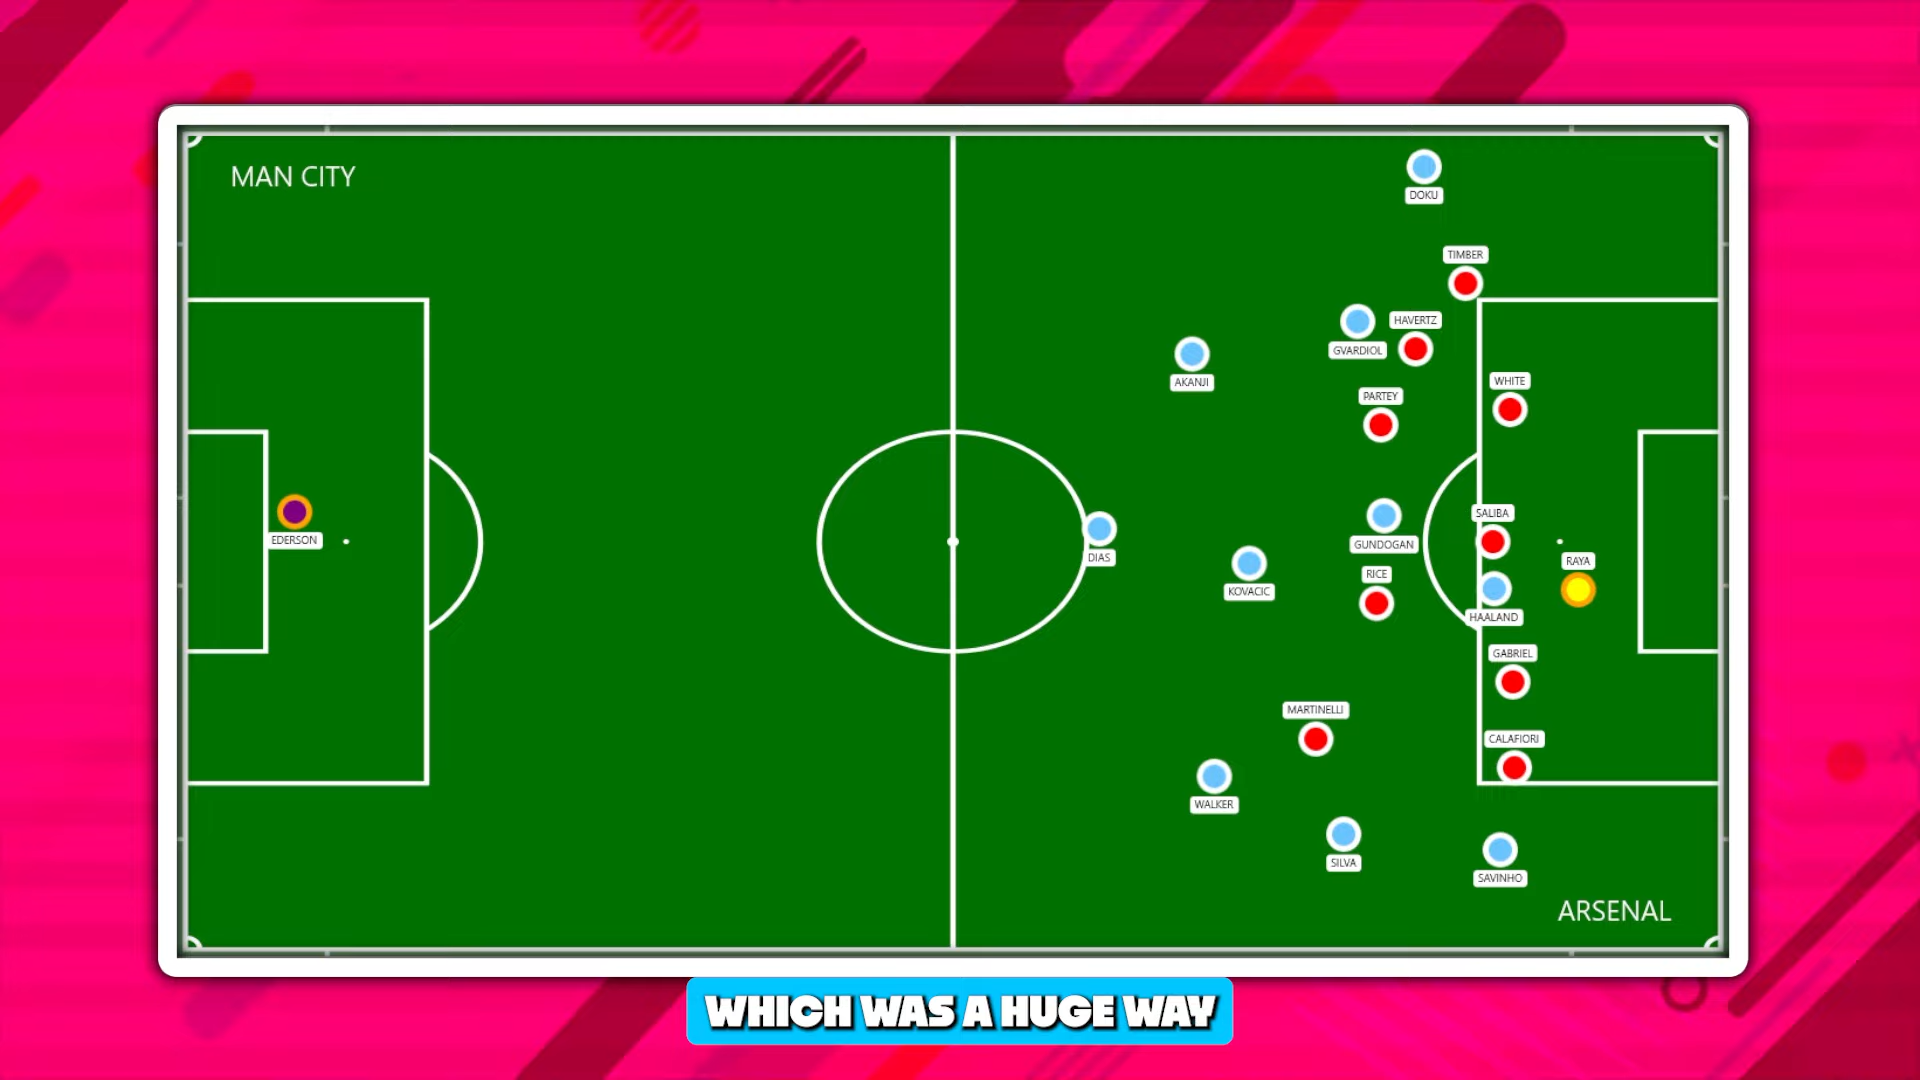 MAN CITY
DOKU
TIMBER
HAVERTZ
GVARDIOL
AKANJI
WHITE
PARTEY
SALIBA
EDERSON
GUNDOGAN
DIAS
RAYA
RICE
KOVACIC
HAALAND
GABRIEL
MARTINELLI
CALAFIORI
WALKER
SILVA
SAVINHO
ARSENAL
WHICH WAS A HUGE WAY